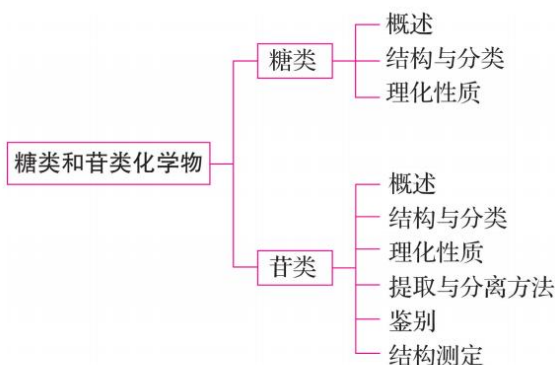 糖类和苷类化学物
糖类
概述
结构与分类
理化性质
苷类
概述
结构与分类
理化性质
提取与分离方法
鉴别
结构测定